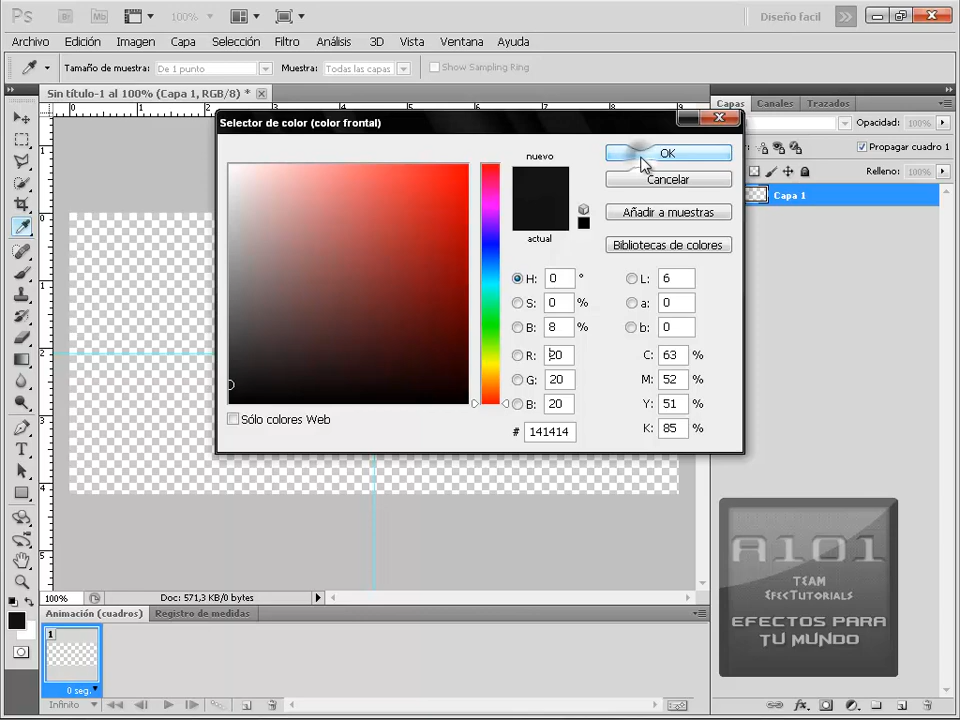 Ps Br Mb 100% Diseño facil
Archivo Edición Imagen Capa Selección Filtro Análisis 3D Vista Ventana Ayuda
Tamaño de muestra: De 1 punto Muestra: Todas las capas Show Sampling Ring
Sin título-1 al 100% (Capa 1, RGB/8) *
Capas Canales Trazados
Selector de color (color frontal)
Opacidad: 100%
Propagar cuadro 1
Relleno: 100%
Capa 1
nuevo
actual
OK
Cancelar
Añadir a muestras
Bibliotecas de colores
H: 0 ° L: 6
S: 0 % a: 0
B: 8 % b: 0
R: 20 C: 63 %
G: 20 M: 52 %
B: 20 Y: 51 %
# 141414 K: 85 %
Sólo colores Web
A101
TEAM
EFECTUTORIALS
EFECTOS PARA
TU MUNDO
100% Doc: 571,3 KB/0 bytes
Animación (cuadros) Registro de medidas
1
0 seg.
Infinito